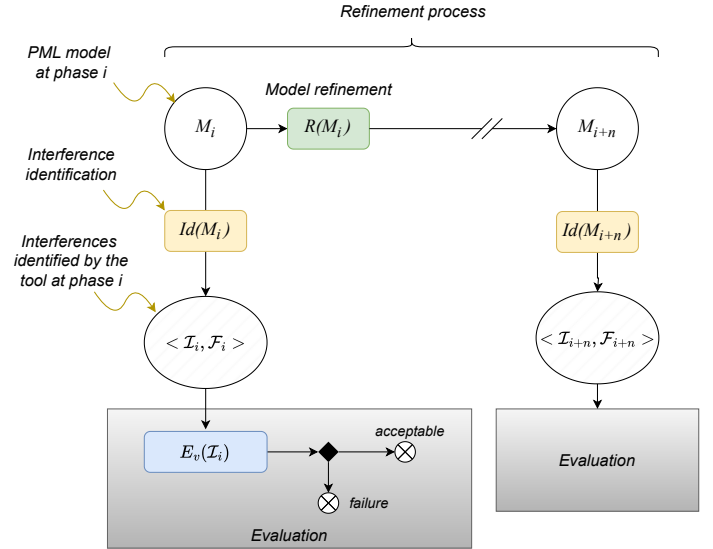 Refinement process
PML model
at phase i
Model refinement
M_i
R(M_i)
M_{i+n}
Interference
identification
Id(M_i)
Id(M_{i+n})
Interferences
identified by the
tool at phase i
< ℐ_i, ℱ_i >
< ℐ_{i+n}, ℱ_{i+n} >
E_v(ℐ_i)
acceptable
failure
Evaluation
Evaluation